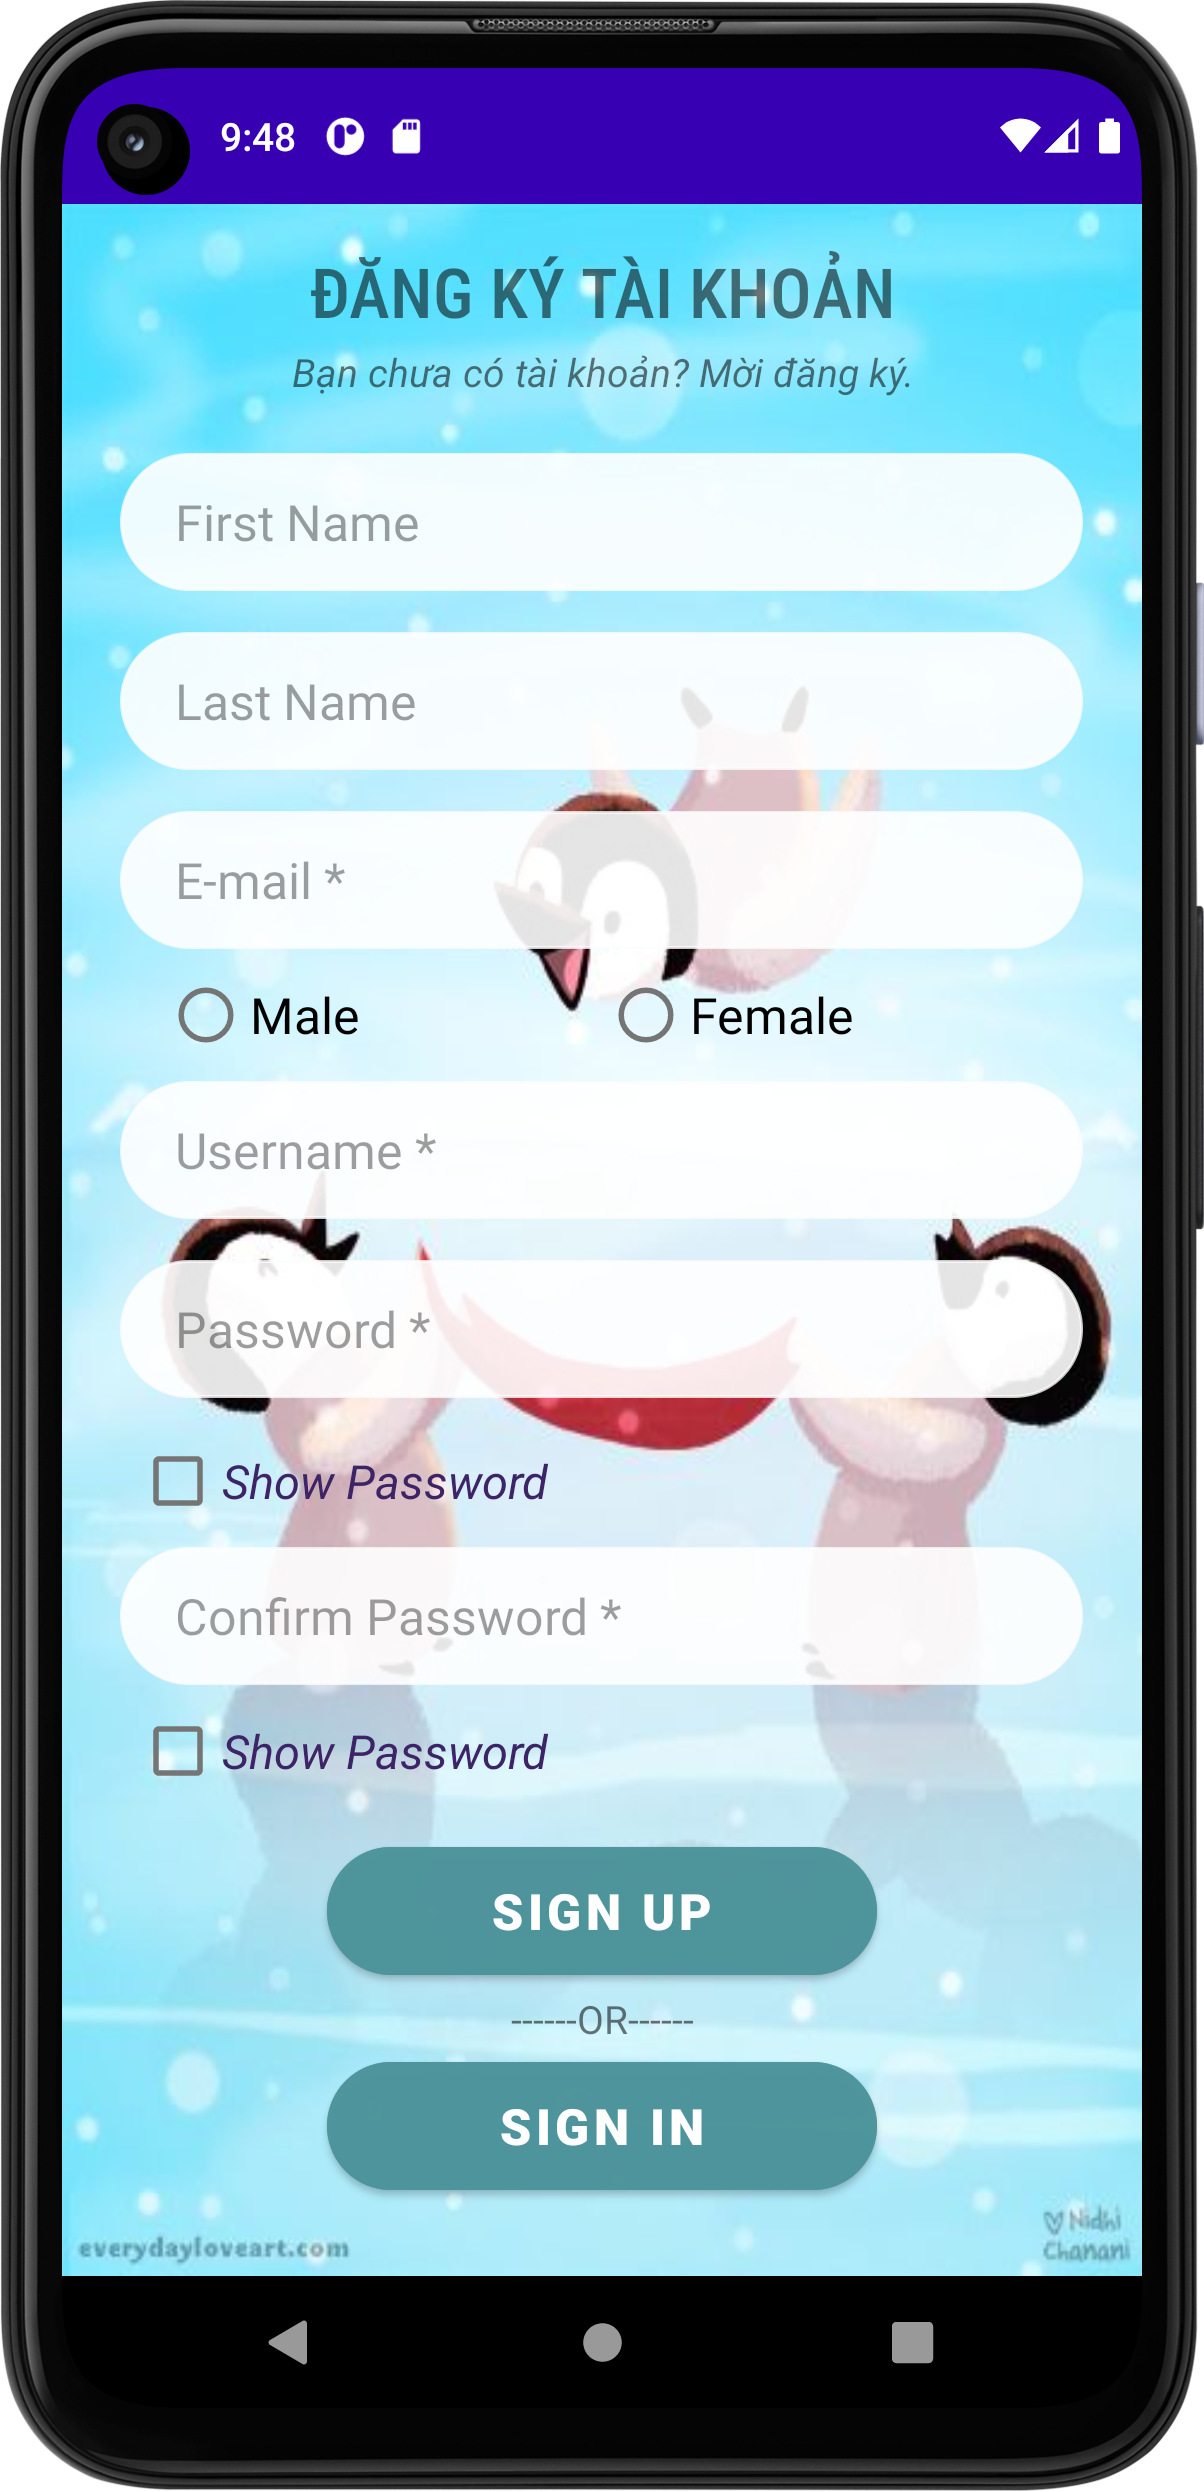 9:48
ĐĂNG KÝ TÀI KHOẢN
Bạn chưa có tài khoản? Mời đăng ký.
First Name
Last Name
E-mail *
Male
Female
Username *
Password *
Show Password
Confirm Password *
Show Password
SIGN UP
------OR------
SIGN IN
everydayloveart.com
Nidhi
Chanani